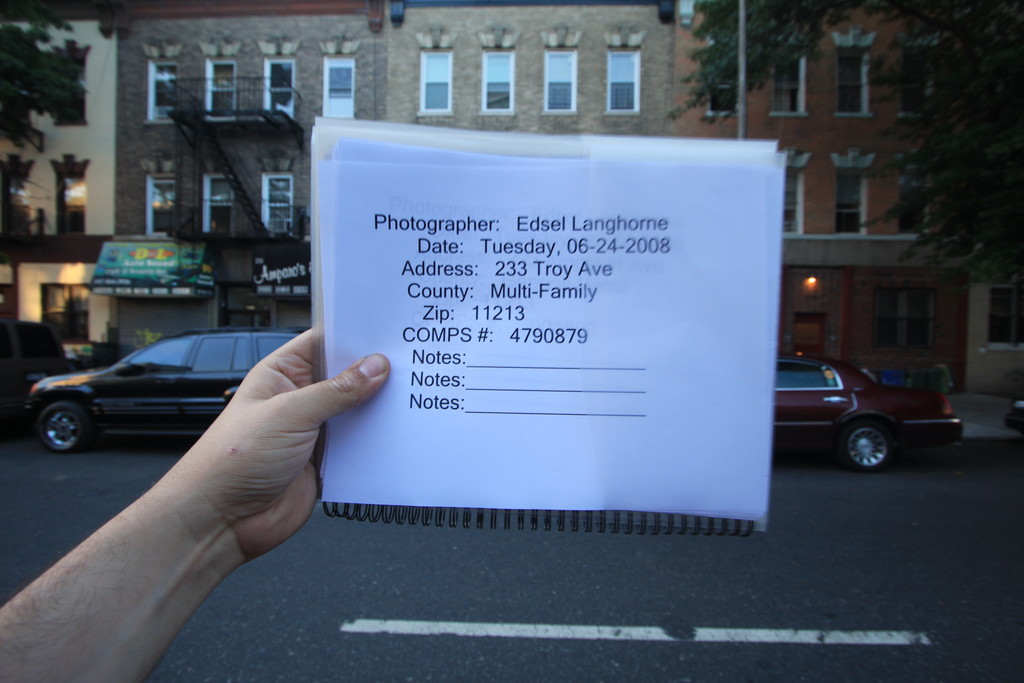 Amparo's
Photographer: Edsel Langhorne
Date: Tuesday, 06-24-2008
Address: 233 Troy Ave
County: Multi-Family
Zip: 11213
COMPS #: 4790879
Notes:
Notes:
Notes: